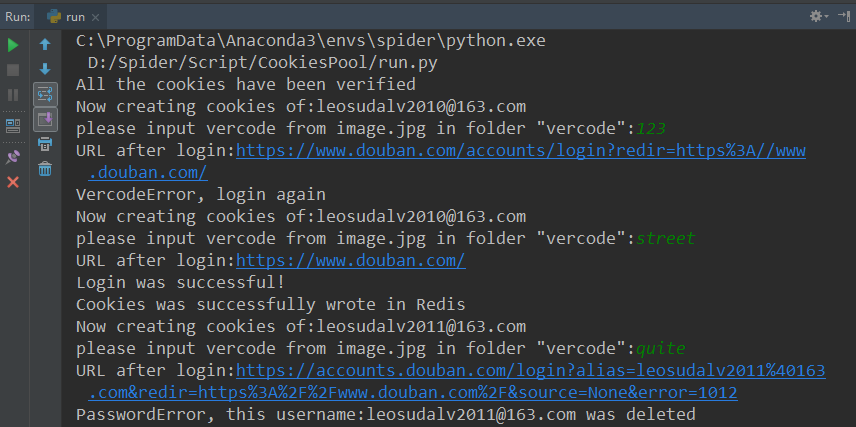 Run: run
C:\ProgramData\Anaconda3\envs\spider\python.exe
D:/Spider/Script/CookiesPool/run.py
All the cookies have been verified
Now creating cookies of:leosudalv2010@163.com
please input vercode from image.jpg in folder "vercode":123
URL after login:https://www.douban.com/accounts/login?redir=https%3A//www
.douban.com/
VercodeError, login again
Now creating cookies of:leosudalv2010@163.com
please input vercode from image.jpg in folder "vercode":street
URL after login:https://www.douban.com/
Login was successful!
Cookies was successfully wrote in Redis
Now creating cookies of:leosudalv2011@163.com
please input vercode from image.jpg in folder "vercode":quite
URL after login:https://accounts.douban.com/login?alias=leosudalv2011%40163
.com&redir=https%3A%2F%2Fwww.douban.com%2F&source=None&error=1012
PasswordError, this username:leosudalv2011@163.com was deleted